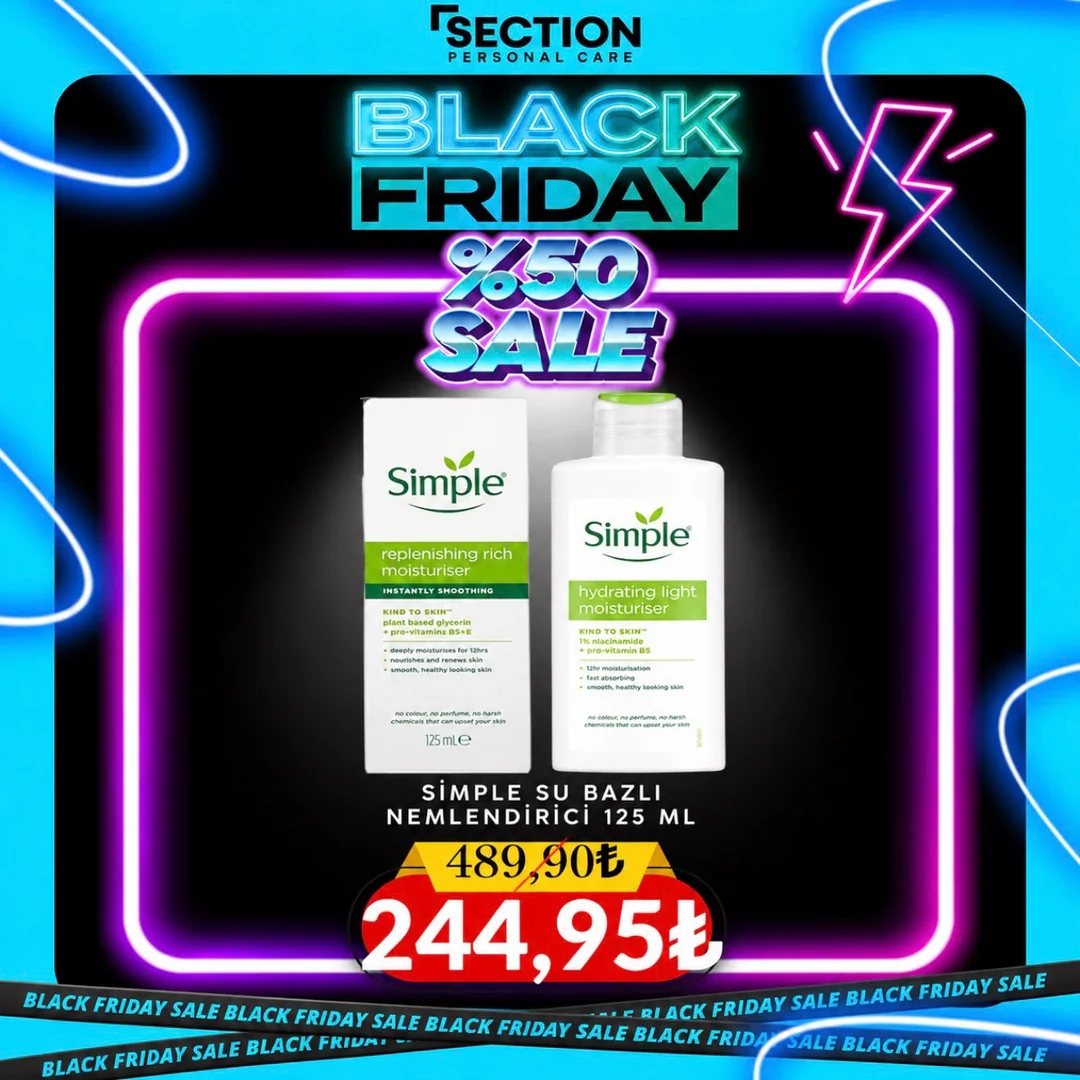 SECTION
PERSONAL CARE
BLACK
FRIDAY
%50
SALE
Simple®
replenishing rich
moisturiser
INSTANTLY SMOOTHING
KIND TO SKIN™
plant based glycerin
+ pro-vitamins B5+E
• deeply moisturises for 12hrs
• nourishes and renews skin
• smooth, healthy looking skin
no colour, no perfume, no harsh
chemicals that can upset your skin
125 mL e
Simple®
hydrating light
moisturiser
KIND TO SKIN™
1% niacinamide
+ pro-vitamin B5
• 12hr moisturisation
• fast absorbing
• smooth, healthy looking skin
no colour, no perfume, no harsh
chemicals that can upset your skin
SİMPLE SU BAZLI
NEMLENDİRİCİ 125 ML
489,90₺
244,95₺
BLACK FRIDAY SALE BLACK FRIDAY SALE BLACK FRIDAY SALE BLACK FRIDAY SALE
SALE BLACK FRIDAY SALE BLACK FRIDAY SALE
BLACK FRIDAY SALE BLACK FRIDAY